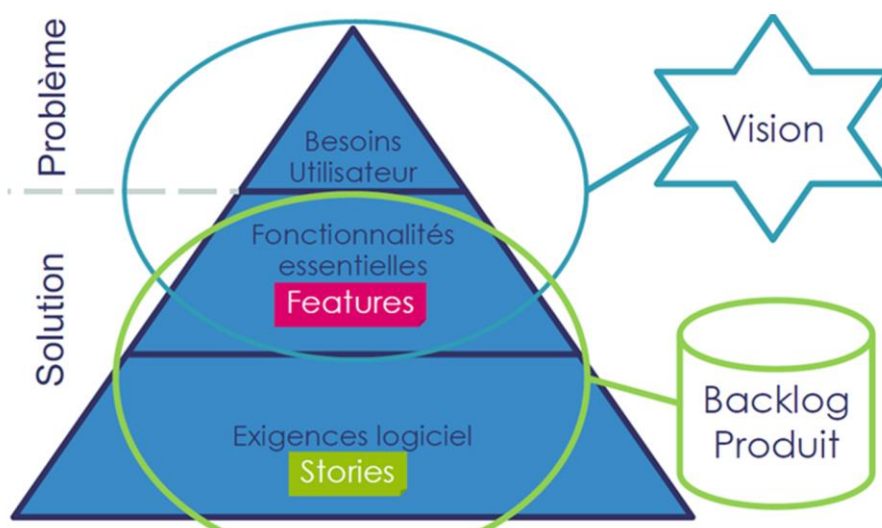 Problème
Solution
Besoins
Utilisateur
Fonctionnalités
essentielles
Features
Exigences logiciel
Stories
Vision
Backlog
Produit